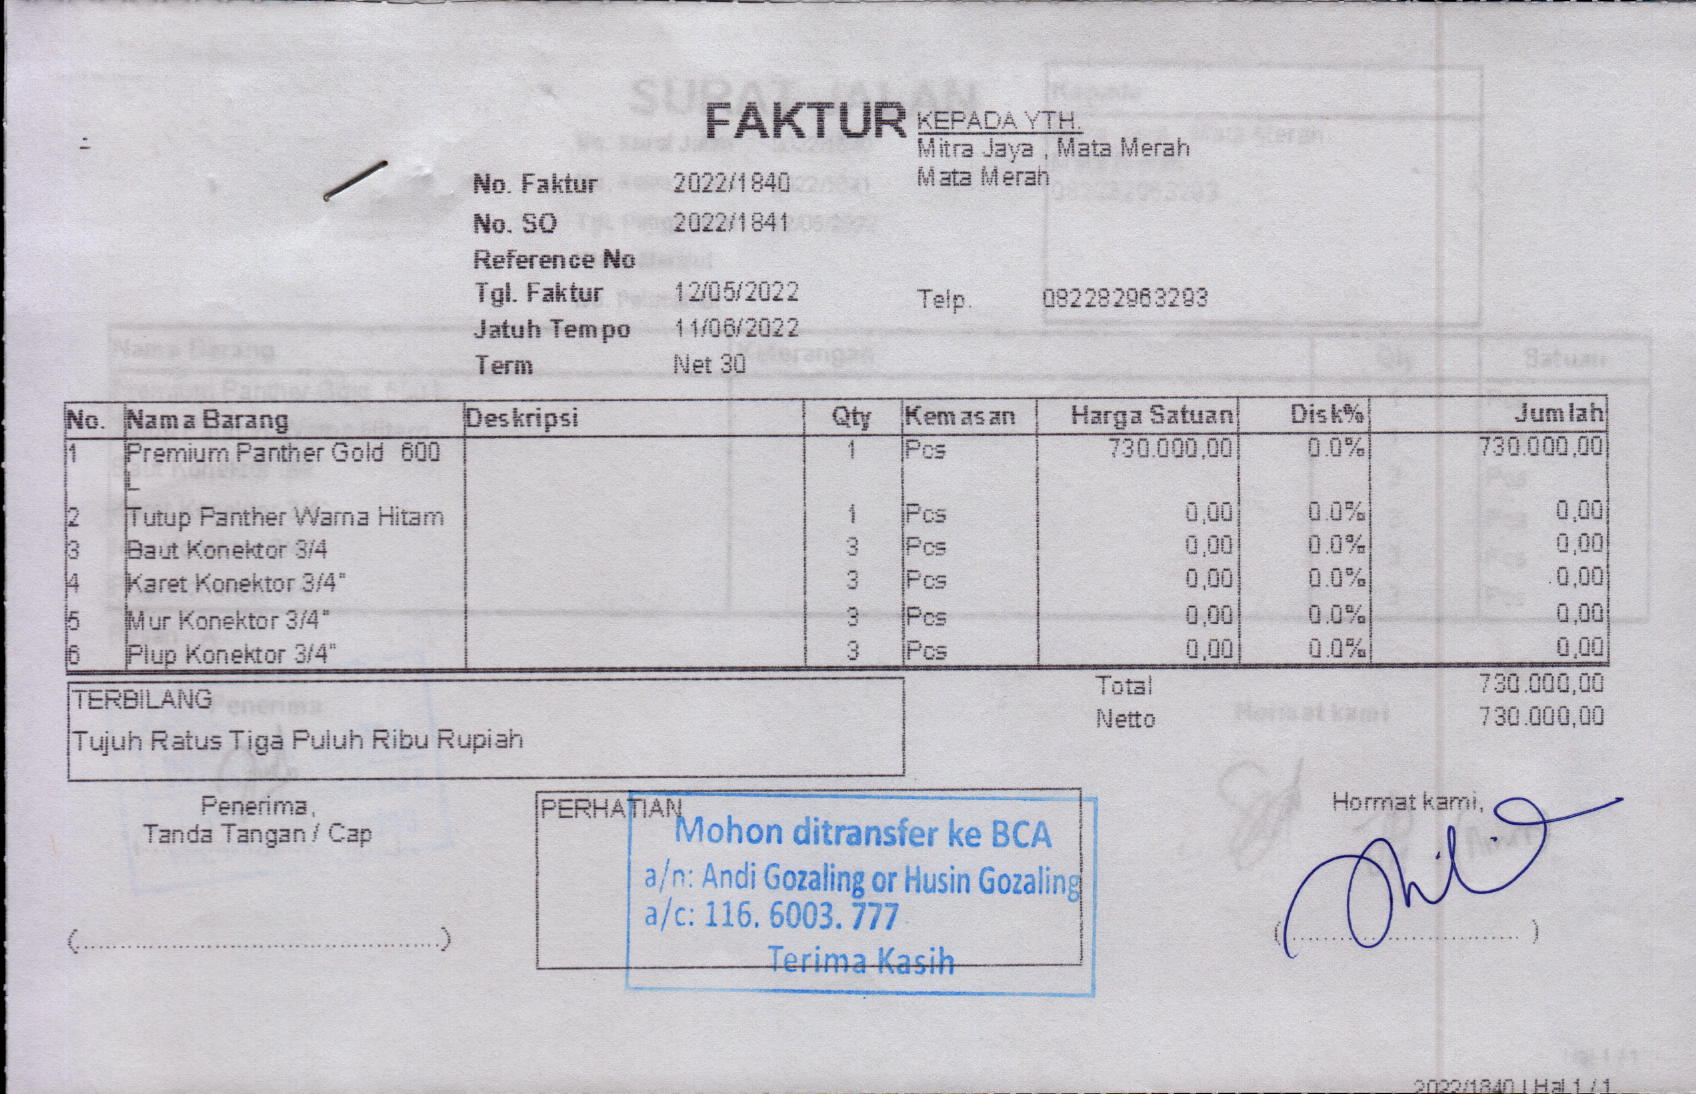 FAKTUR
KEPADA YTH.
Mitra Jaya , Mata Merah
Mata Merah
No. Faktur 2022/1840
No. SO 2022/1841
Reference No
Tgl. Faktur 12/05/2022
Telp. 082282963293
Jatuh Tempo 11/06/2022
Term Net 30
No. Nama Barang Deskripsi Qty Kemasan Harga Satuan Disk% Jumlah
1 Premium Panther Gold 600 1 Pcs 730.000,00 0.0% 730.000,00
L
2 Tutup Panther Warna Hitam 1 Pcs 0,00 0.0% 0,00
3 Baut Konektor 3/4 3 Pcs 0,00 0.0% 0,00
4 Karet Konektor 3/4" 3 Pcs 0,00 0.0% 0,00
5 Mur Konektor 3/4" 3 Pcs 0,00 0.0% 0,00
6 Plup Konektor 3/4" 3 Pcs 0,00 0.0% 0,00
Total 730.000,00
Netto 730.000,00
TERBILANG
Tujuh Ratus Tiga Puluh Ribu Rupiah
Penerima,
Tanda Tangan / Cap
(..............................................)
PERHATIAN
Mohon ditransfer ke BCA
a/n: Andi Gozaling or Husin Gozaling
a/c: 116. 6003. 777
Terima Kasih
Hormat kami,
(..............................)
2022/1840 | Hal 1 / 1